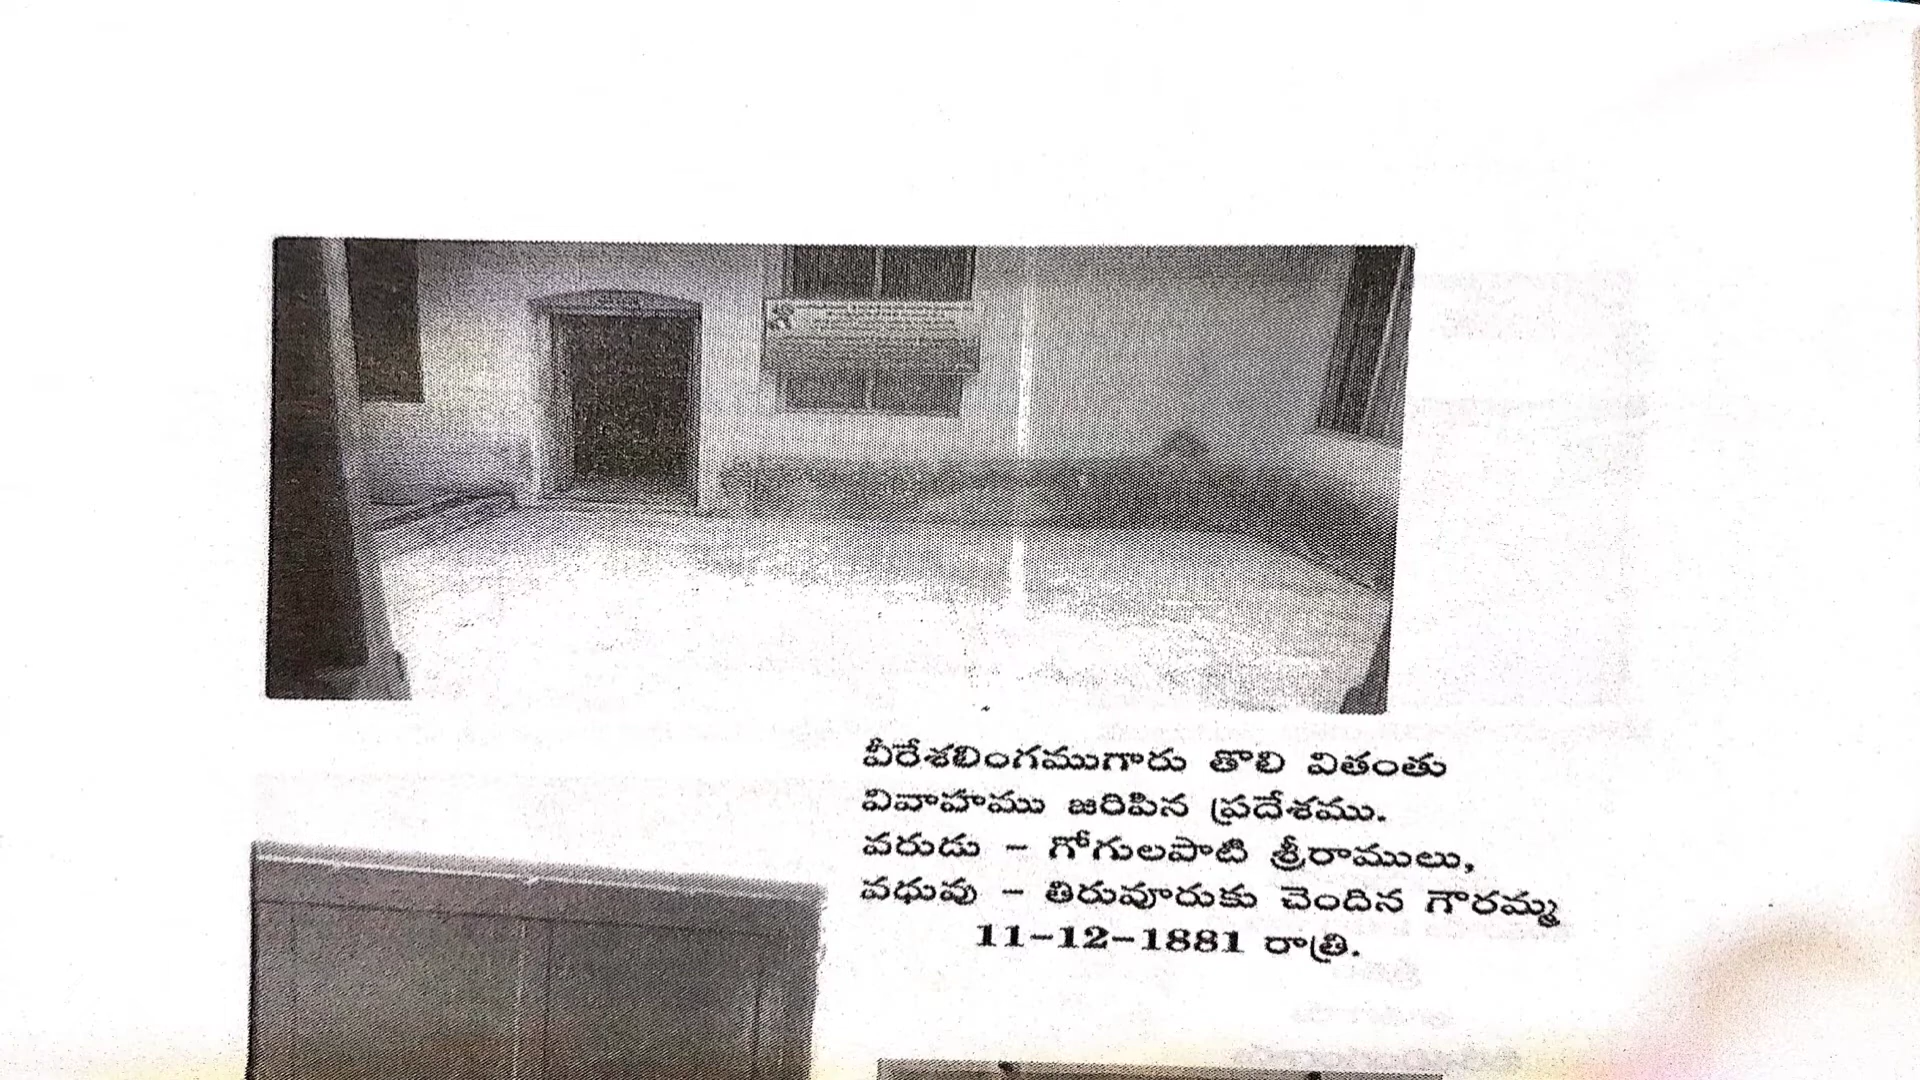 వీరేశలింగముగారు తొలి వితంతు
వివాహము జరిపిన ప్రదేశము.
వరుడు - గోగులపాటి శ్రీరాములు,
వధువు - తిరువూరుకు చెందిన గౌరమ్మ
11-12-1881 రాత్రి.